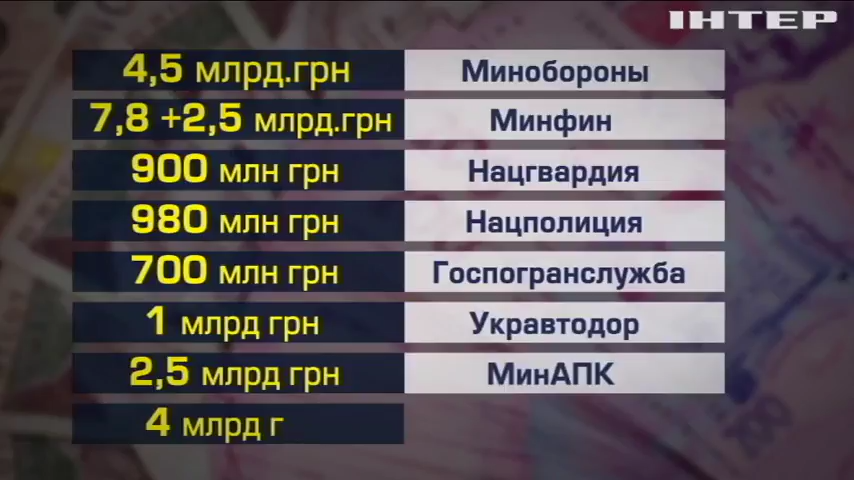 ІНТЕР
4,5 млрд.грн Минобороны
7,8 +2,5 млрд.грн Минфин
900 млн грн Нацгвардия
980 млн грн Нацполиция
700 млн грн Госпогранслужба
1 млрд грн Укравтодор
2,5 млрд грн МинАПК
4 млрд г